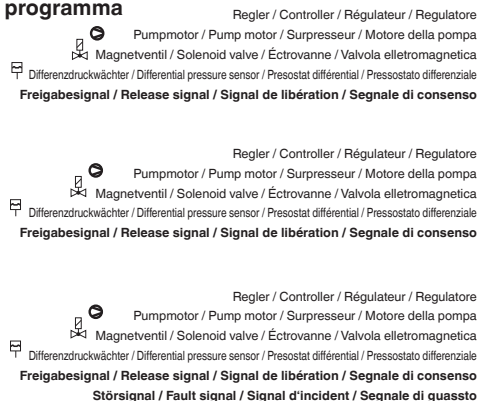 programma
Regler / Controller / Régulateur / Regulatore
Pumpmotor / Pump motor / Surpresseur / Motore della pompa
Magnetventil / Solenoid valve / Éctrovanne / Valvola elletromagnetica
Differenzdruckwächter / Differential pressure sensor / Presostat différential / Pressostato differenziale
Freigabesignal / Release signal / Signal de libération / Segnale di consenso
Regler / Controller / Régulateur / Regulatore
Pumpmotor / Pump motor / Surpresseur / Motore della pompa
Magnetventil / Solenoid valve / Éctrovanne / Valvola elletromagnetica
Differenzdruckwächter / Differential pressure sensor / Presostat différential / Pressostato differenziale
Freigabesignal / Release signal / Signal de libération / Segnale di consenso
Regler / Controller / Régulateur / Regulatore
Pumpmotor / Pump motor / Surpresseur / Motore della pompa
Magnetventil / Solenoid valve / Éctrovanne / Valvola elletromagnetica
Differenzdruckwächter / Differential pressure sensor / Presostat différential / Pressostato differenziale
Freigabesignal / Release signal / Signal de libération / Segnale di consenso
Störsignal / Fault signal / Signal d'incident / Segnale di guassto